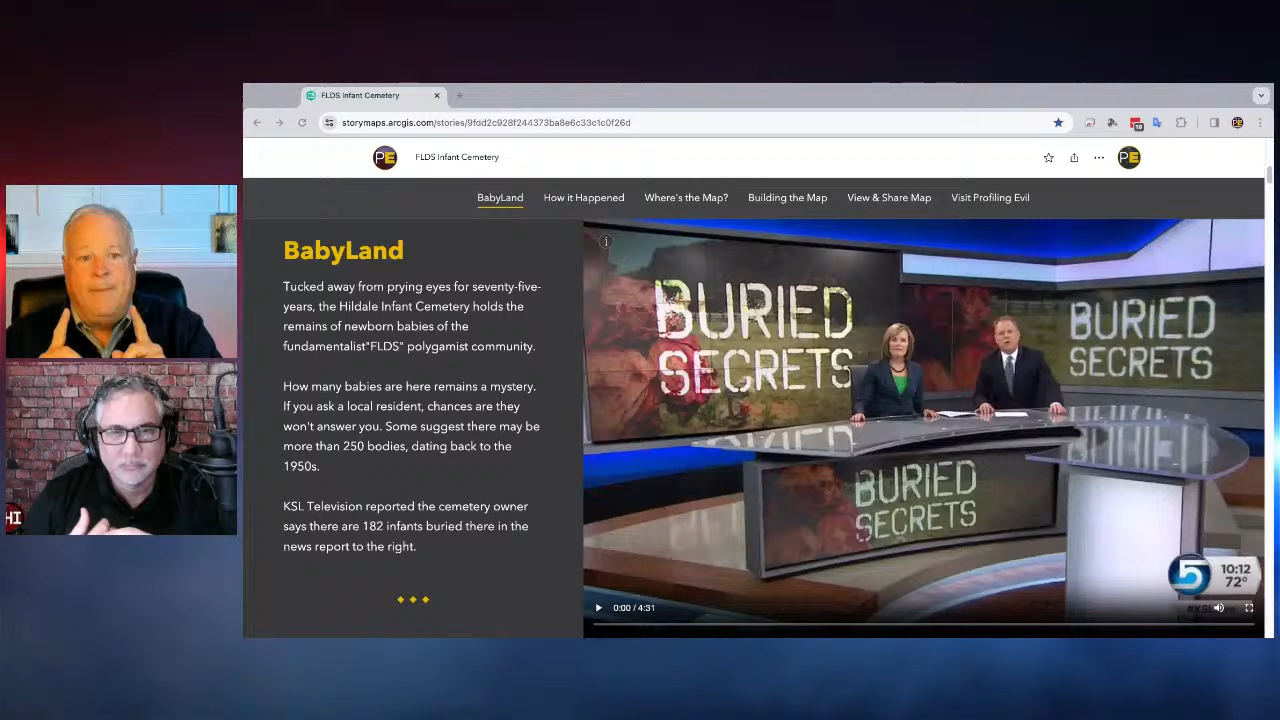 FLDS Infant Cemetery
storymaps.arcgis.com/stories/9fdd2c928f244373ba8e6c33c1c0f26d
19
PE
PE
FLDS Infant Cemetery
PE
BabyLand
How it Happened
Where's the Map?
Building the Map
View & Share Map
Visit Profiling Evil
BabyLand
Tucked away from prying eyes for seventy-five-
years, the Hildale Infant Cemetery holds the
remains of newborn babies of the
fundamentalist"FLDS" polygamist community.
How many babies are here remains a mystery.
If you ask a local resident, chances are they
won't answer you. Some suggest there may be
more than 250 bodies, dating back to the
1950s.
KSL Television reported the cemetery owner
says there are 182 infants buried there in the
news report to the right.
BURIED
SECRETS
BURIED
SECRETS
BURIED
SECRETS
5
10:12
72°
0:00 / 4:31
HI